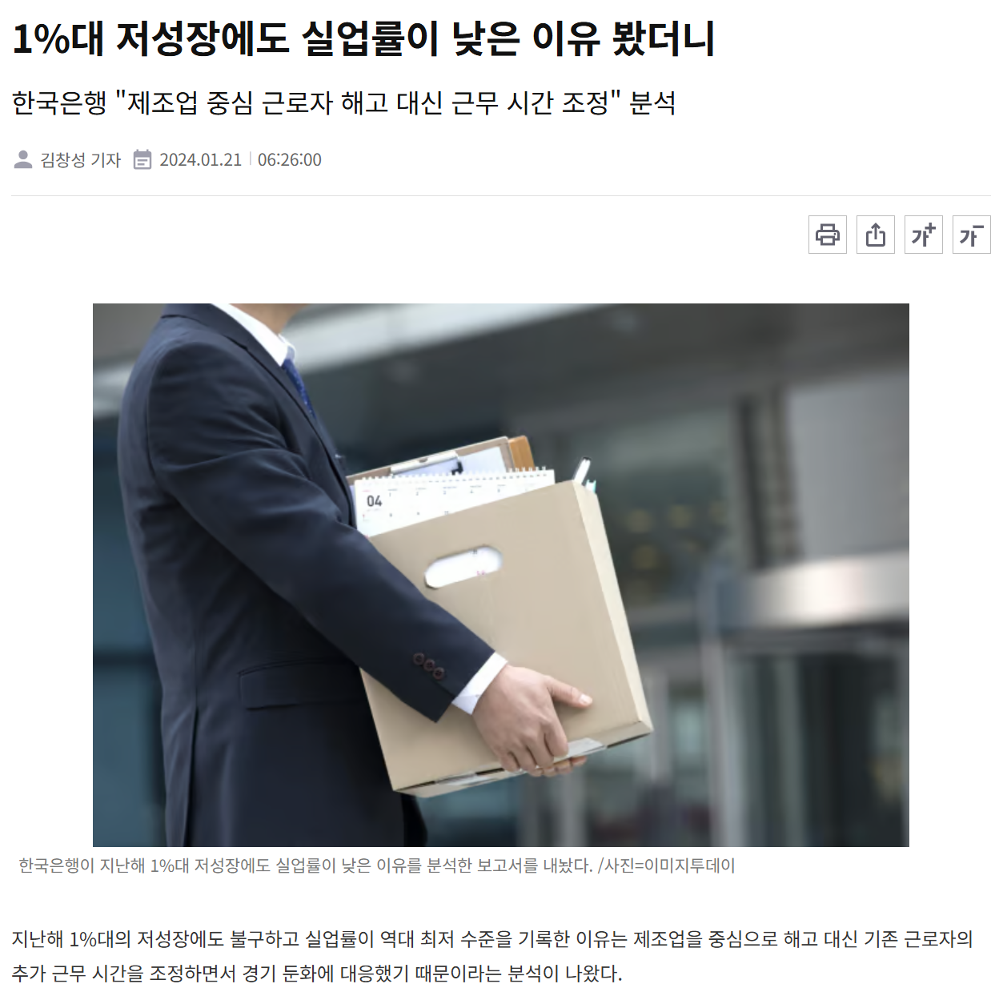 1%대 저성장에도 실업률이 낮은 이유 봤더니
한국은행 "제조업 중심 근로자 해고 대신 근무 시간 조정" 분석
김창성 기자 2024.01.21 | 06:26:00
가+ 가-
04
한국은행이 지난해 1%대 저성장에도 실업률이 낮은 이유를 분석한 보고서를 내놨다. /사진=이미지투데이
지난해 1%대의 저성장에도 불구하고 실업률이 역대 최저 수준을 기록한 이유는 제조업을 중심으로 해고 대신 기존 근로자의
추가 근무 시간을 조정하면서 경기 둔화에 대응했기 때문이라는 분석이 나왔다.